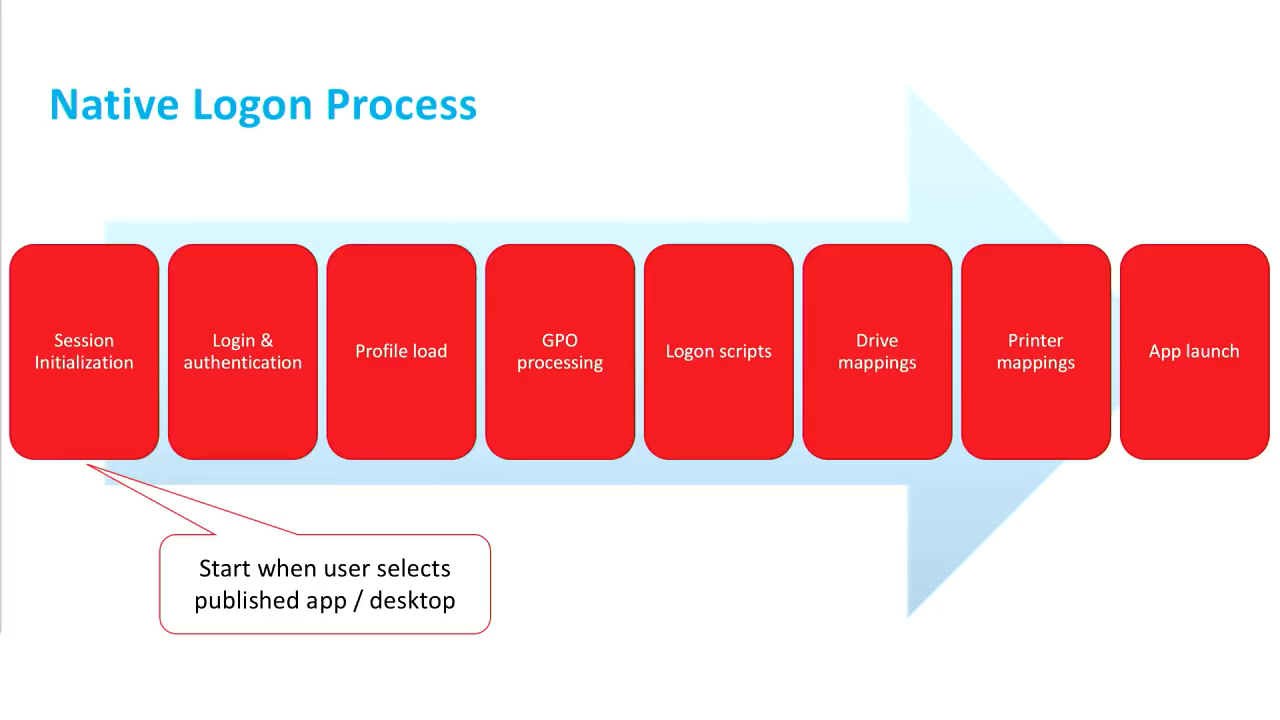 Native Logon Process
Session
Initialization
Login &
authentication
Profile load
GPO
processing
Logon scripts
Drive
mappings
Printer
mappings
App launch
Start when user selects
published app / desktop